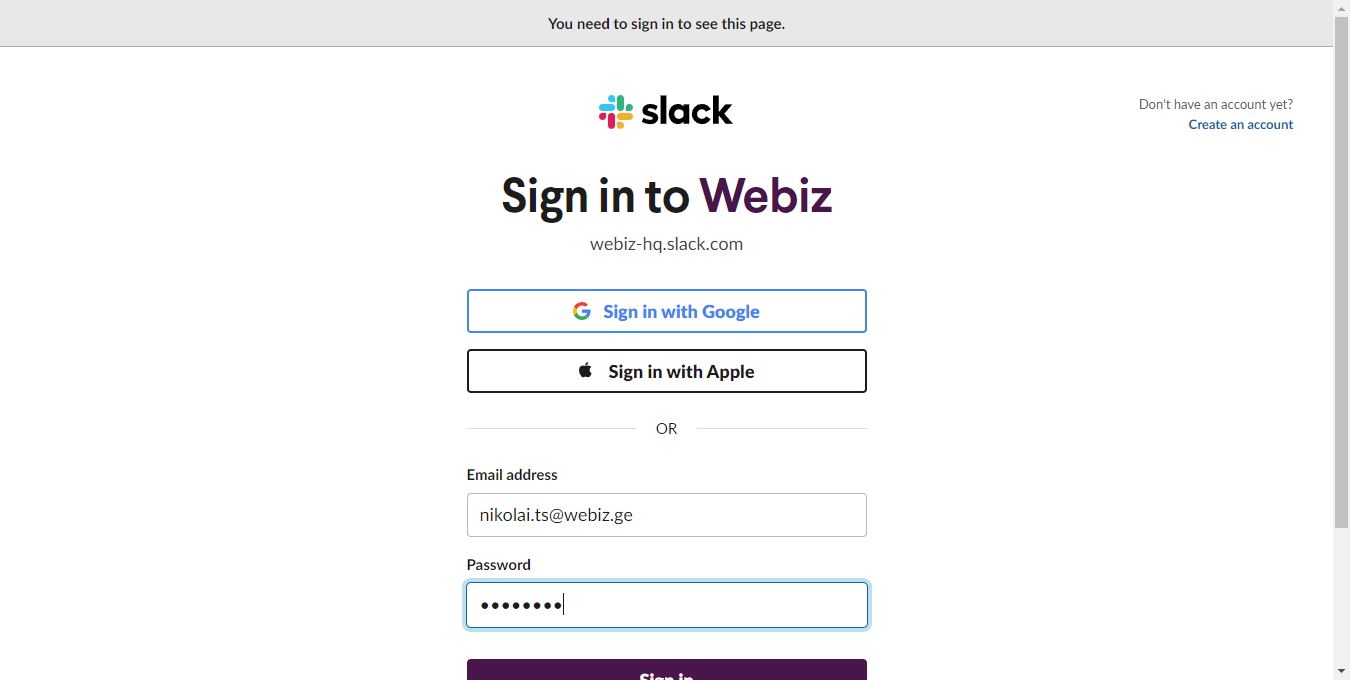 You need to sign in to see this page.
slack
Don't have an account yet?
Create an account
Sign in to Webiz
webiz-hq.slack.com
Sign in with Google
Sign in with Apple
OR
Email address
nikolai.ts@webiz.ge
Password
••••••••
Sign in